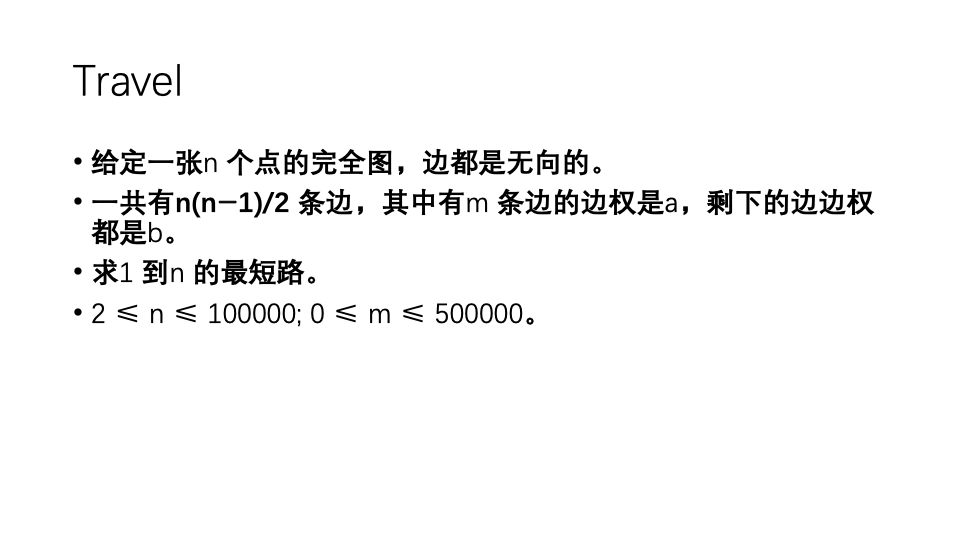 Travel
• 给定一张n 个点的完全图，边都是无向的。
• 一共有n(n−1)/2 条边，其中有m 条边的边权是a，剩下的边边权
都是b。
• 求1 到n 的最短路。
• 2 ⩽ n ⩽ 100000; 0 ⩽ m ⩽ 500000。